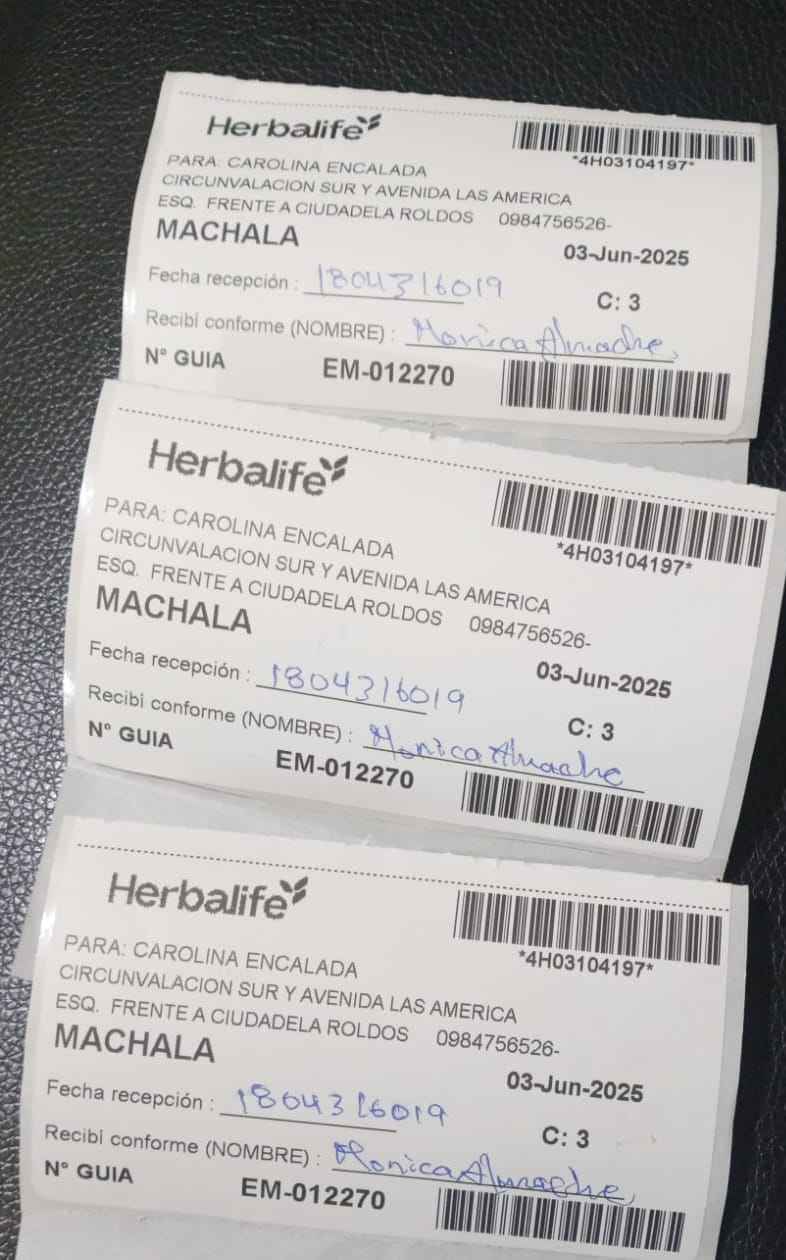 Herbalife
*4H03104197*
PARA: CAROLINA ENCALADA
CIRCUNVALACION SUR Y AVENIDA LAS AMERICA
ESQ. FRENTE A CIUDADELA ROLDOS 0984756526-
MACHALA
03-Jun-2025
Fecha recepción : 1804316019
C: 3
Recibí conforme (NOMBRE) : Monica Almache
N° GUIA EM-012270
Herbalife
*4H03104197*
PARA: CAROLINA ENCALADA
CIRCUNVALACION SUR Y AVENIDA LAS AMERICA
ESQ. FRENTE A CIUDADELA ROLDOS 0984756526-
MACHALA
03-Jun-2025
Fecha recepción : 1804316019
C: 3
Recibí conforme (NOMBRE) : Monica Almache
N° GUIA EM-012270
Herbalife
*4H03104197*
PARA: CAROLINA ENCALADA
CIRCUNVALACION SUR Y AVENIDA LAS AMERICA
ESQ. FRENTE A CIUDADELA ROLDOS 0984756526-
MACHALA
03-Jun-2025
Fecha recepción : 1804316019
C: 3
Recibí conforme (NOMBRE) : Monica Almache
N° GUIA EM-012270